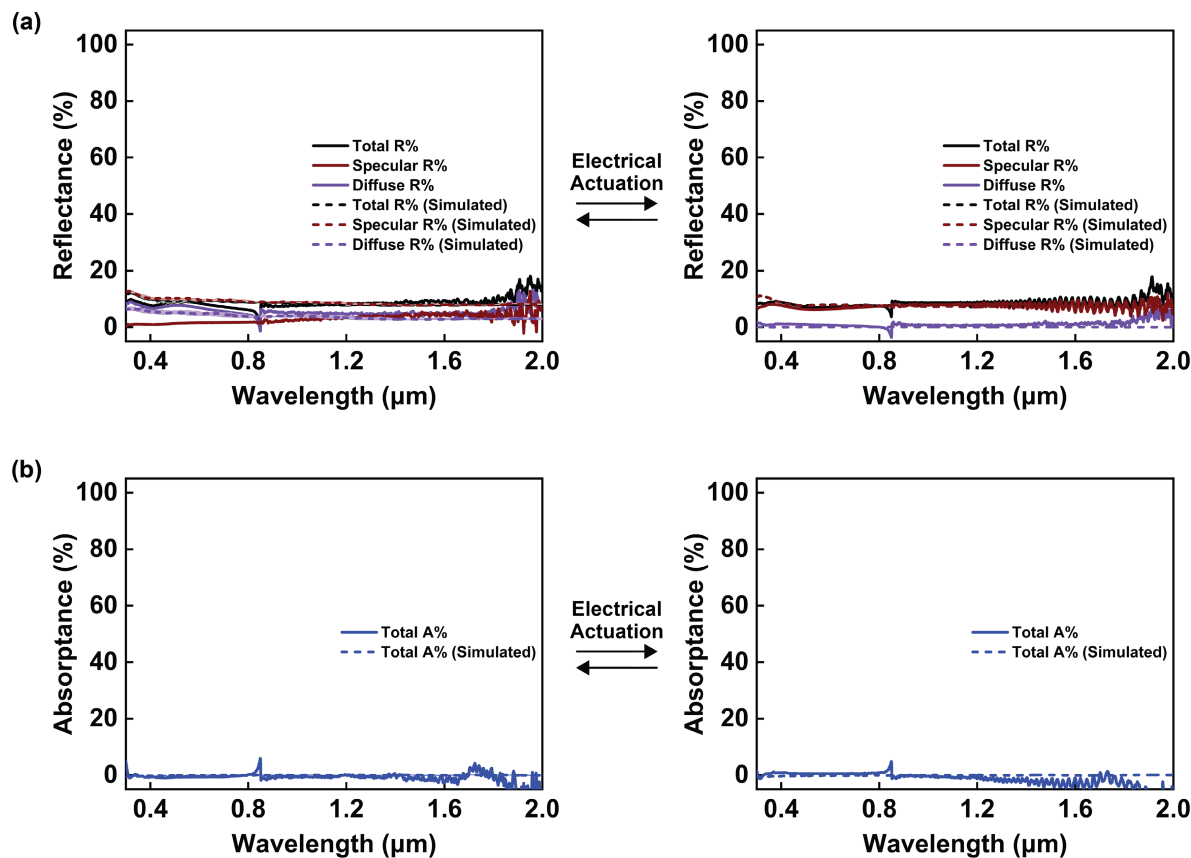 (a)
Reflectance (%)
100
80
60
40
20
0
Total R%
Specular R%
Diffuse R%
Total R% (Simulated)
Specular R% (Simulated)
Diffuse R% (Simulated)
0.4
0.8
1.2
1.6
2.0
Wavelength (μm)
Electrical
Actuation
Reflectance (%)
100
80
60
40
20
0
Total R%
Specular R%
Diffuse R%
Total R% (Simulated)
Specular R% (Simulated)
Diffuse R% (Simulated)
0.4
0.8
1.2
1.6
2.0
Wavelength (μm)
(b)
Absorptance (%)
100
80
60
40
20
0
Total A%
Total A% (Simulated)
0.4
0.8
1.2
1.6
2.0
Wavelength (μm)
Electrical
Actuation
Absorptance (%)
100
80
60
40
20
0
Total A%
Total A% (Simulated)
0.4
0.8
1.2
1.6
2.0
Wavelength (μm)